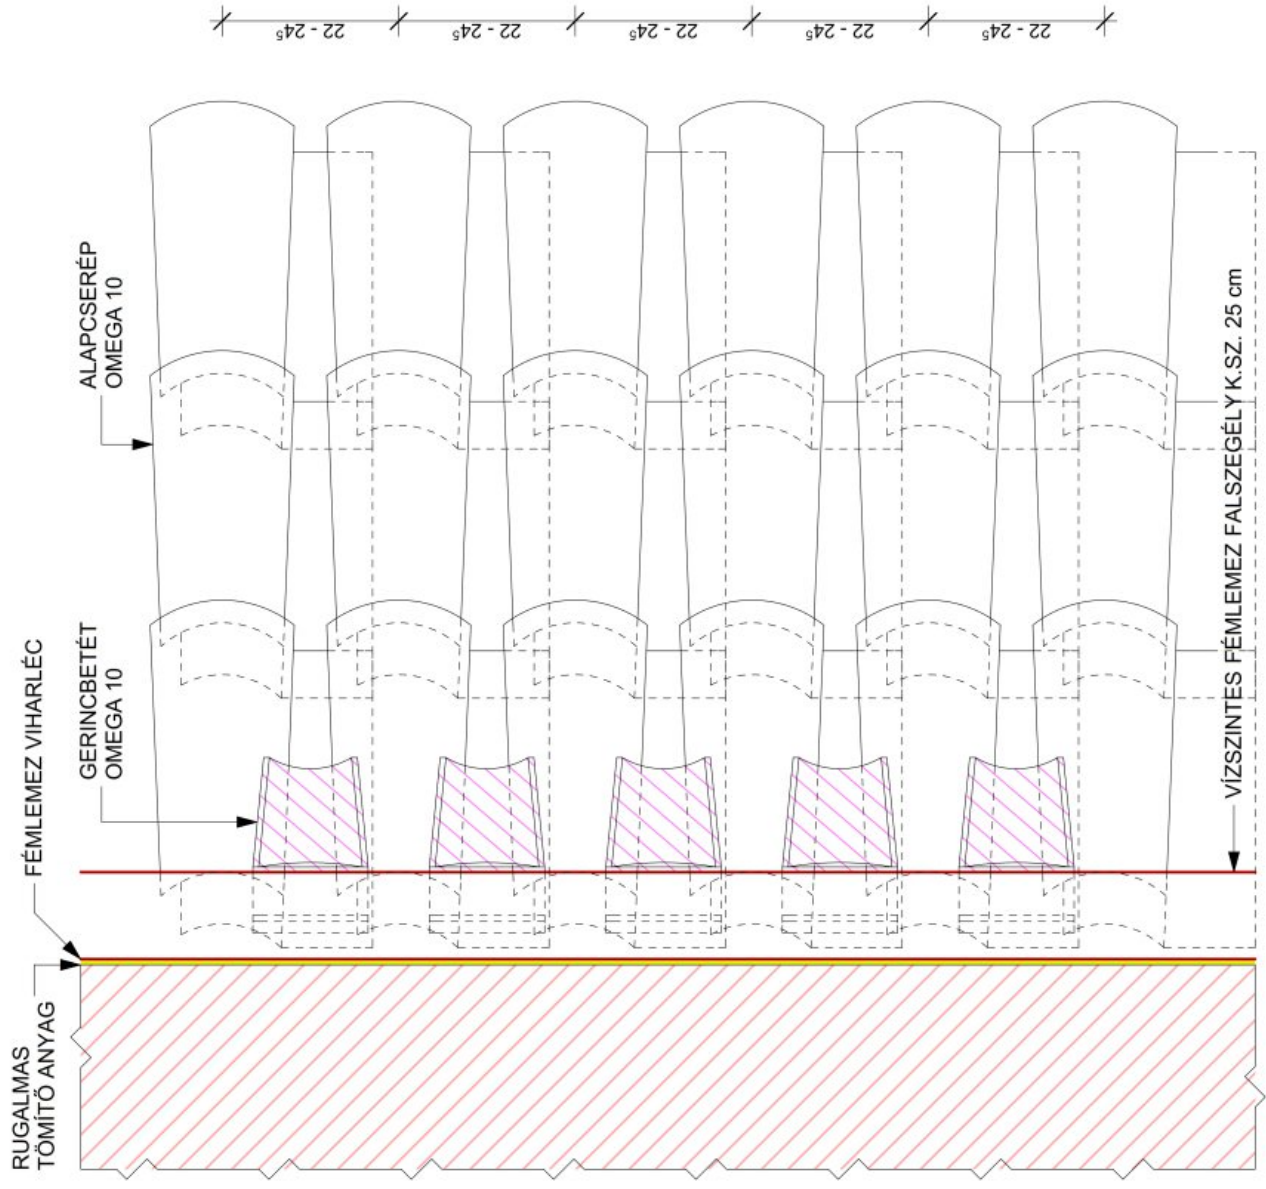 22 - 24⁵
22 - 24⁵
22 - 24⁵
22 - 24⁵
22 - 24⁵
ALAPCSERÉP
OMEGA 10
GERINCBETÉT
OMEGA 10
FÉMLEMEZ VIHARLÉC
RUGALMAS
TÖMÍTŐ ANYAG
VÍZSZINTES FÉMLEMEZ FALSZEGÉLY K.SZ. 25 cm